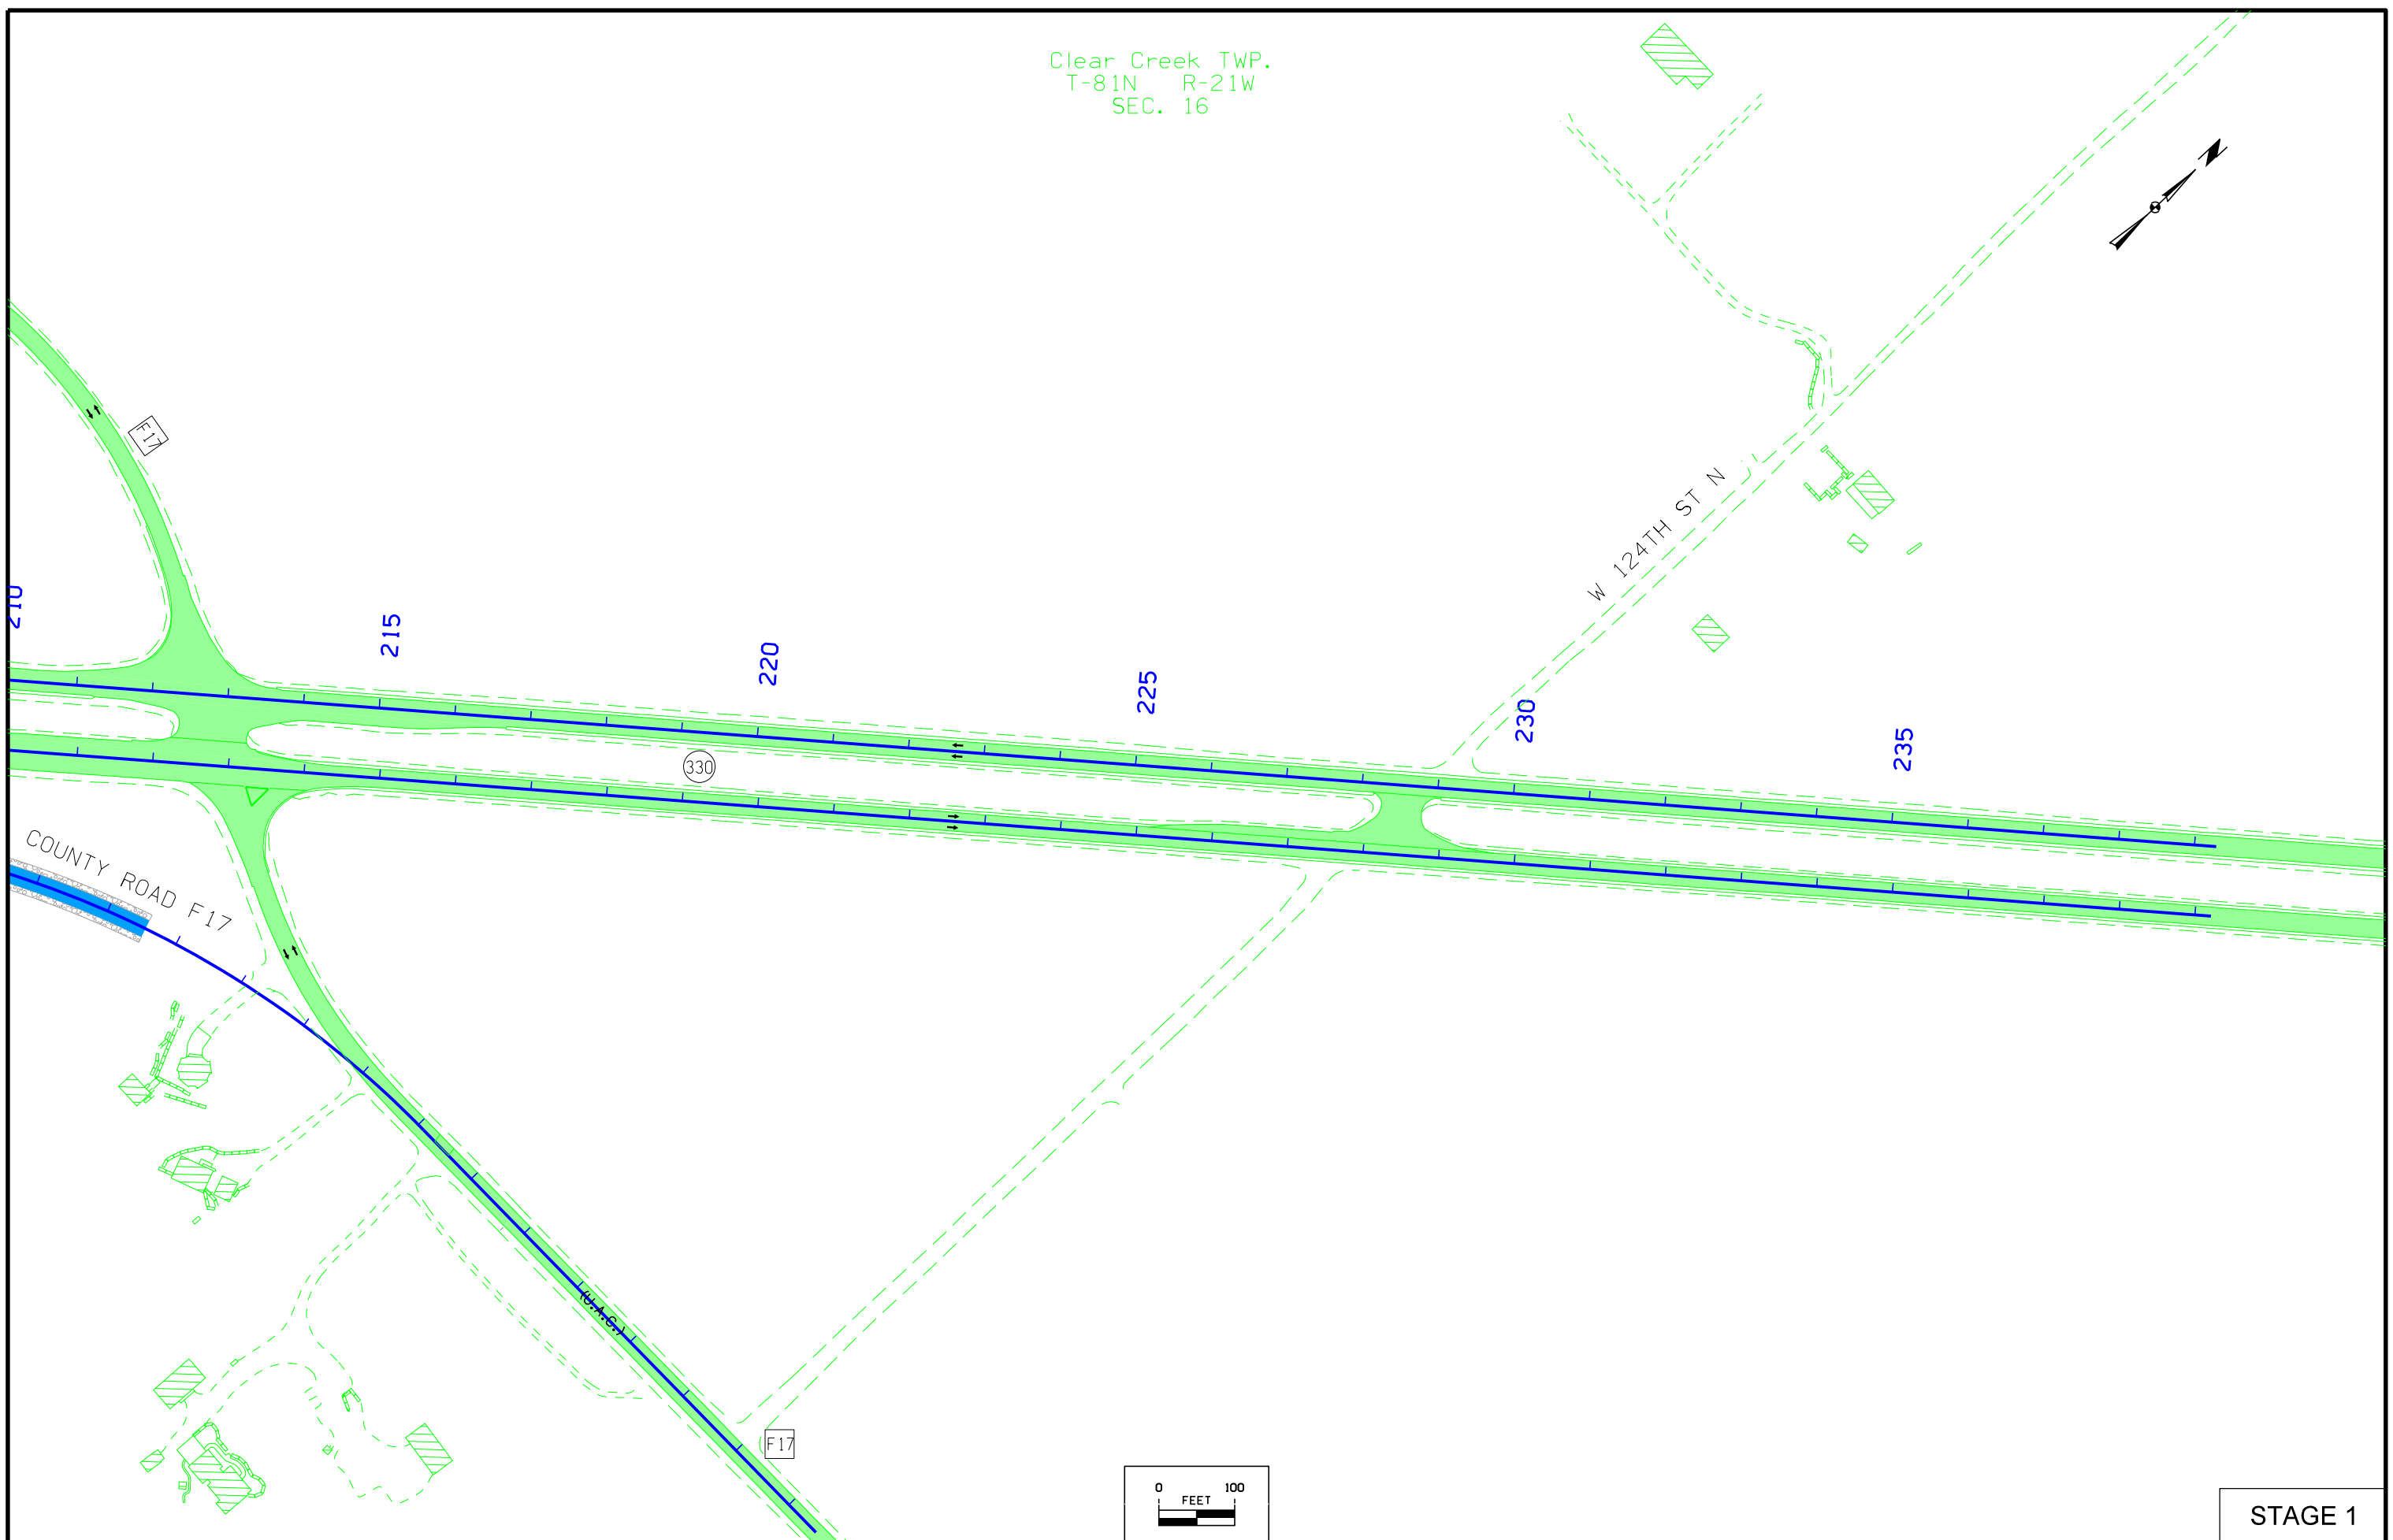 Clear Creek TWP.
T-81N R-21W
SEC. 16
N
F17
W 124TH ST N
210
215
220
225
230
235
330
COUNTY ROAD F17
(U.A.C.)
F17
0 100
FEET
STAGE 1